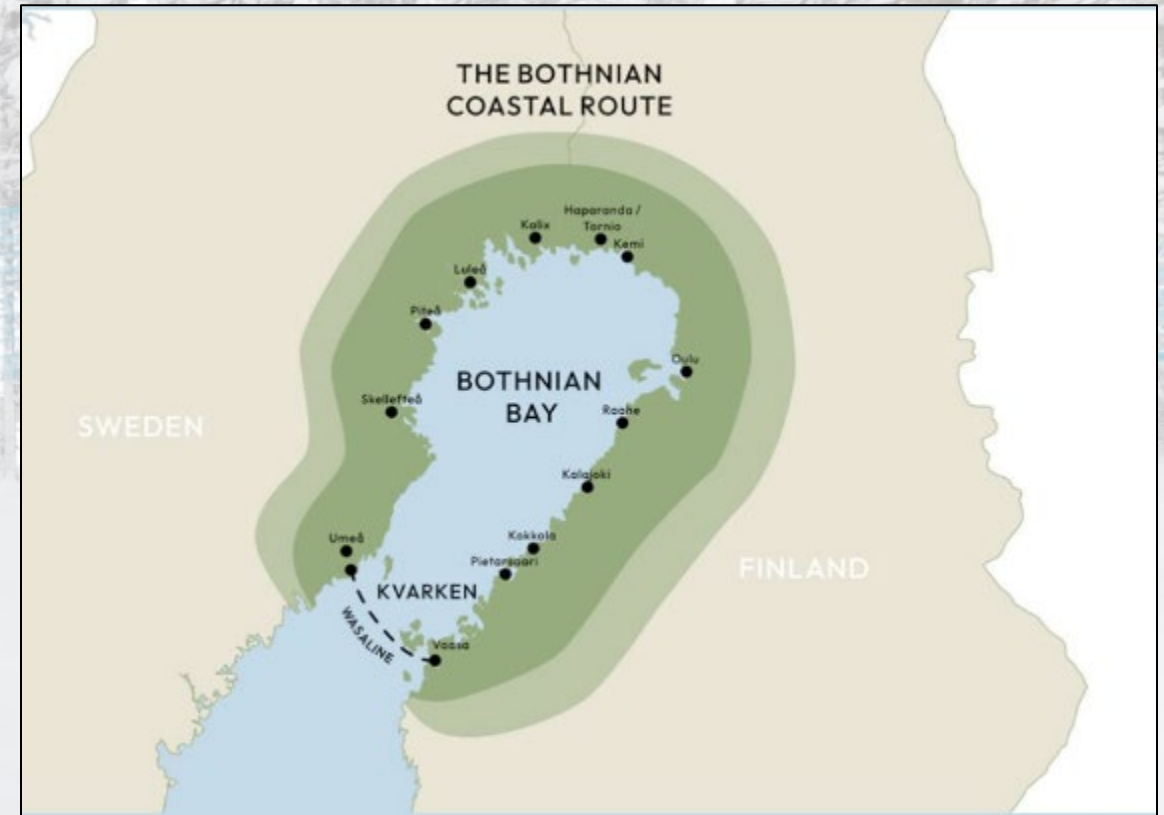 THE BOTHNIAN
COASTAL ROUTE
Haparanda /
Tornio
Kalix
Kemi
Luleå
Piteå
Oulu
BOTHNIAN
BAY
Skellefteå
Raahe
SWEDEN
Kalajoki
Kokkola
Umeå
Pietarsaari
FINLAND
KVARKEN
WASALINE
Vaasa